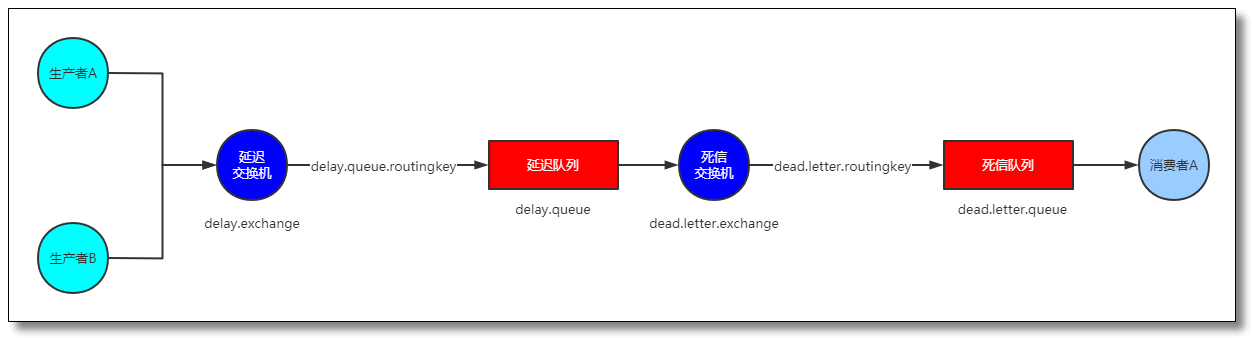 生产者A
延迟
交换机
delay.exchange
delay.queue.routingkey
延迟队列
delay.queue
死信
交换机
dead.letter.exchange
dead.letter.routingkey
死信队列
dead.letter.queue
消费者A
生产者B